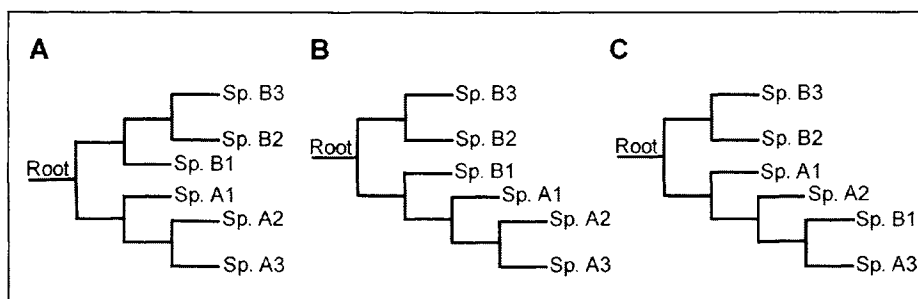 A
Sp. B3
Sp. B2
Root
Sp. B1
Sp. A1
Sp. A2
Sp. A3
B
Sp. B3
Sp. B2
Root
Sp. B1
Sp. A1
Sp. A2
Sp. A3
C
Sp. B3
Sp. B2
Root
Sp. A1
Sp. A2
Sp. B1
Sp. A3